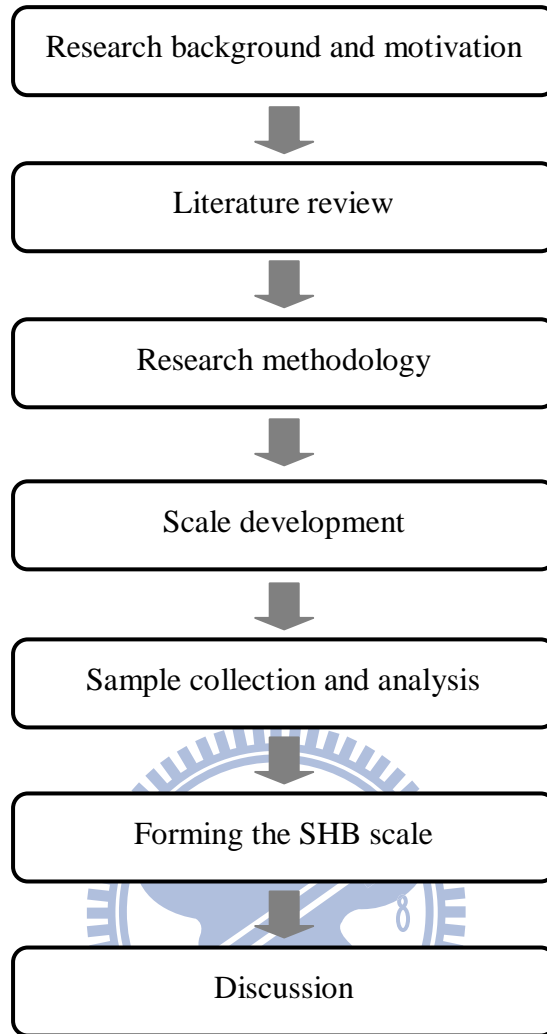 Research background and motivation
Literature review
Research methodology
Scale development
Sample collection and analysis
Forming the SHB scale
Discussion